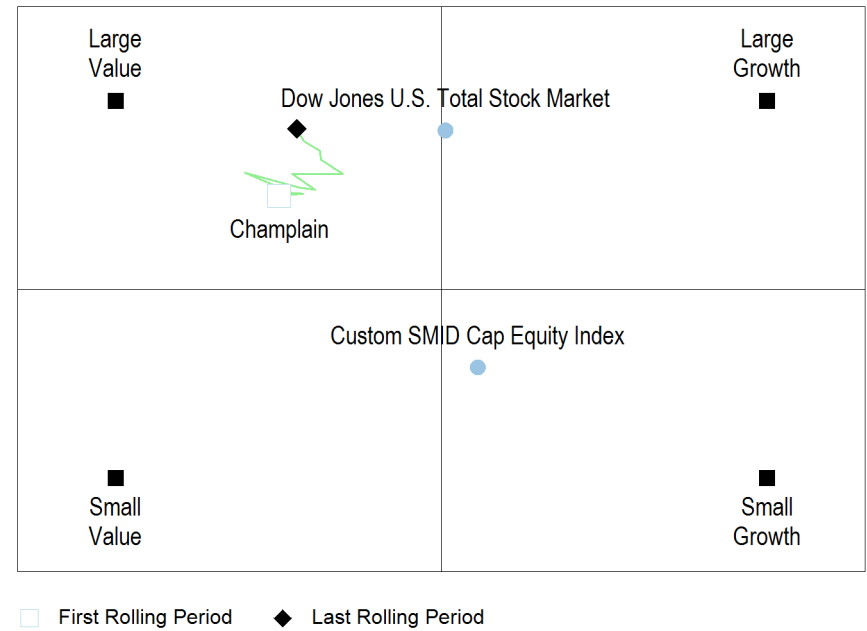 Large
Value
Large
Growth
Dow Jones U.S. Total Stock Market
Champlain
Custom SMID Cap Equity Index
Small
Value
Small
Growth
First Rolling Period
Last Rolling Period